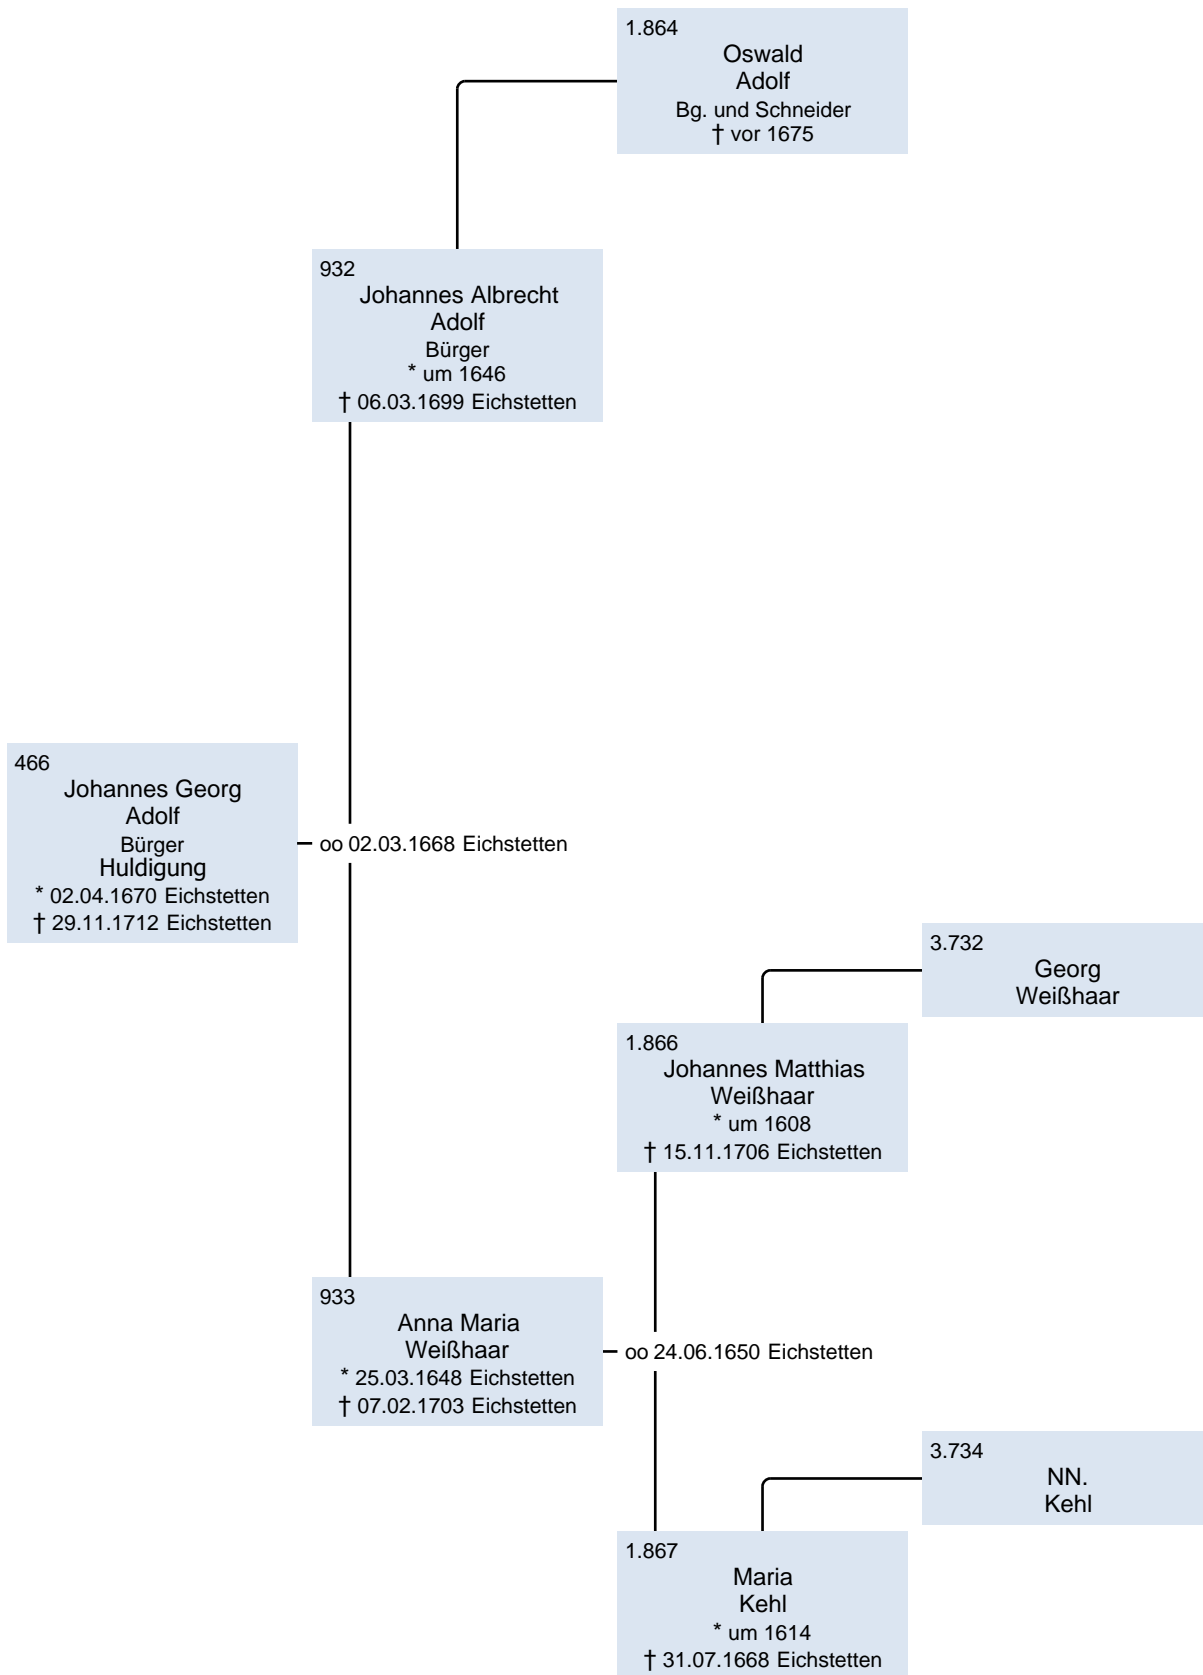 1.864
Oswald
Adolf
Bg. und Schneider
† vor 1675
932
Johannes Albrecht
Adolf
Bürger
* um 1646
† 06.03.1699 Eichstetten
466
Johannes Georg
Adolf
Bürger
Huldigung
* 02.04.1670 Eichstetten
† 29.11.1712 Eichstetten
oo 02.03.1668 Eichstetten
3.732
Georg
Weißhaar
1.866
Johannes Matthias
Weißhaar
* um 1608
† 15.11.1706 Eichstetten
933
Anna Maria
Weißhaar
* 25.03.1648 Eichstetten
† 07.02.1703 Eichstetten
oo 24.06.1650 Eichstetten
3.734
NN.
Kehl
1.867
Maria
Kehl
* um 1614
† 31.07.1668 Eichstetten